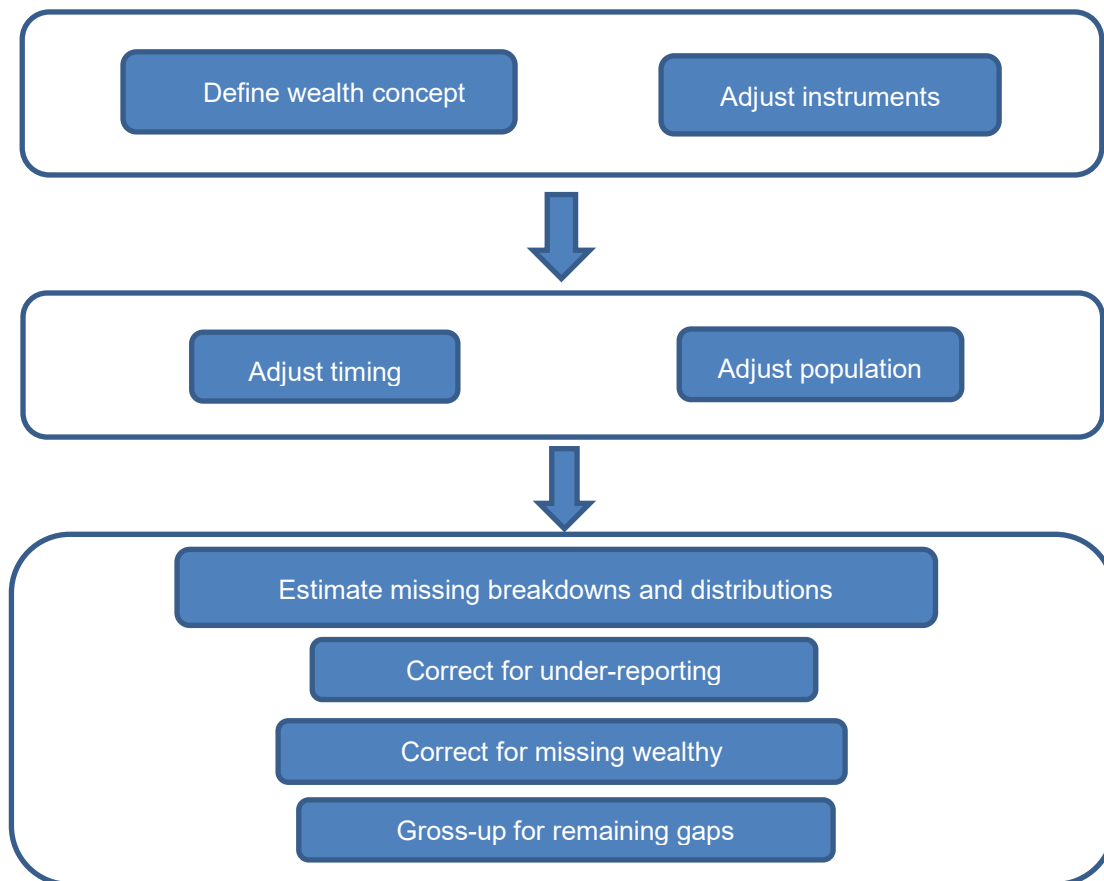 Define wealth concept
Adjust instruments
Adjust timing
Adjust population
Estimate missing breakdowns and distributions
Correct for under-reporting
Correct for missing wealthy
Gross-up for remaining gaps